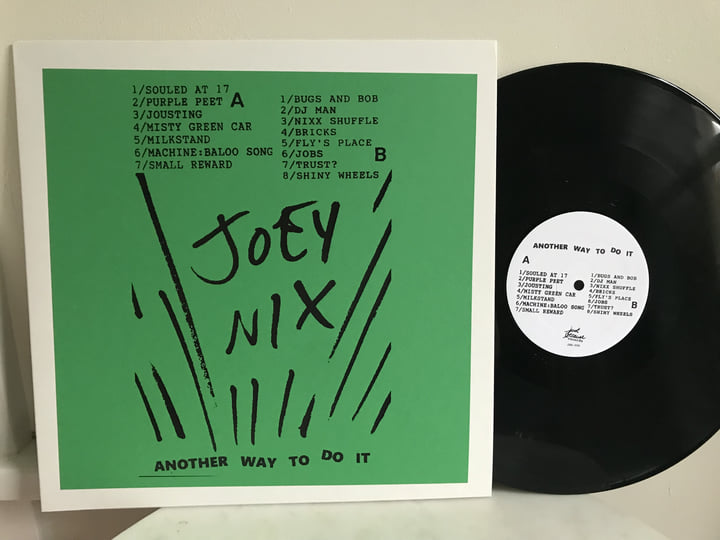 1/SOULED AT 17
2/PURPLE PEET A
3/JOUSTING
4/MISTY GREEN CAR
5/MILKSTAND
6/MACHINE:BALOO SONG
7/SMALL REWARD
1/BUGS AND BOB
2/DJ MAN
3/NIXX SHUFFLE
4/BRICKS
5/FLY'S PLACE
6/JOBS B
7/TRUST?
8/SHINY WHEELS
JOEY
NIX
ANOTHER WAY TO DO IT
ANOTHER WAY TO DO IT
A
1/SOULED AT 17
2/PURPLE PEET
3/JOUSTING
4/MISTY GREEN CAR
5/MILKSTAND
6/MACHINE:BALOO SONG
7/SMALL REWARD
1/BUGS AND BOB
2/DJ MAN
3/NIXX SHUFFLE
4/BRICKS
5/FLY'S PLACE
6/JOBS B
7/TRUST?
8/SHINY WHEELS
just because
records